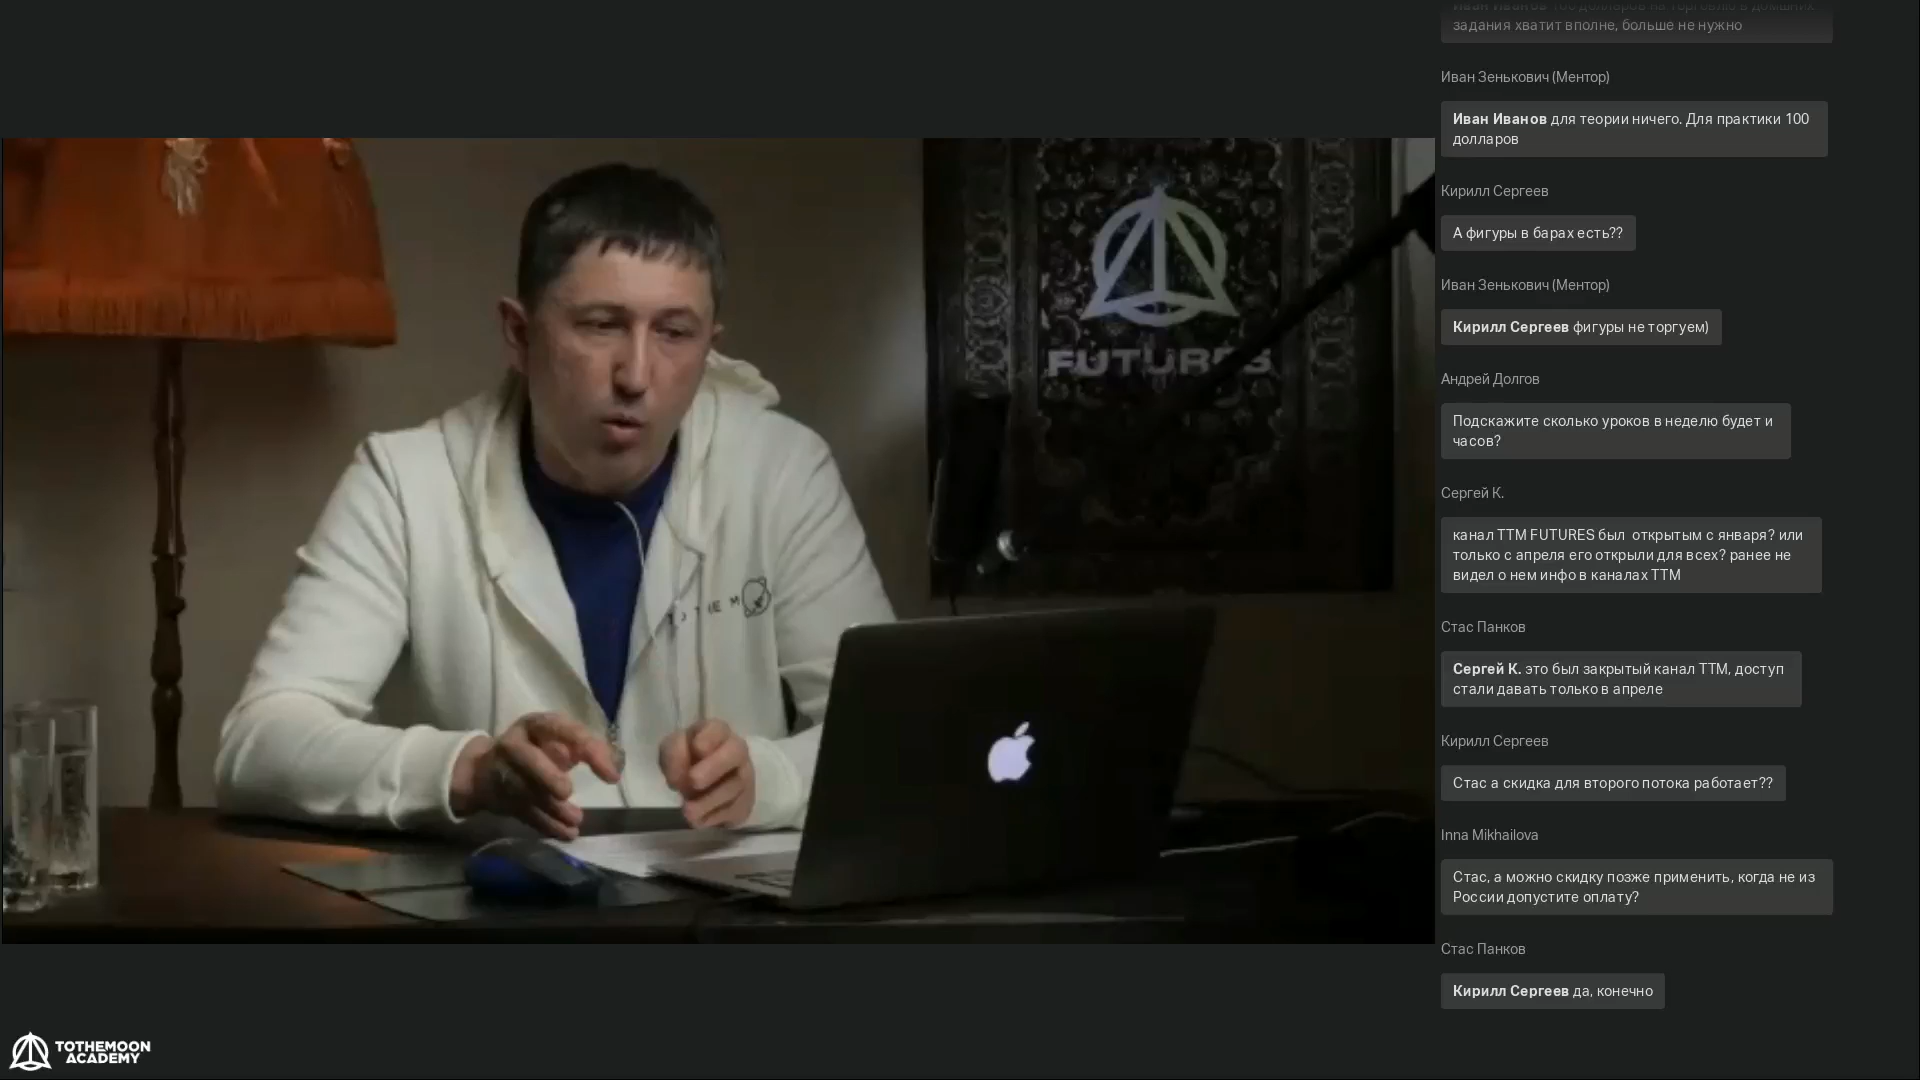 FUTURES
TOTHEMOON
ACADEMY
задания хватит вполне, больше не нужно
Иван Зенькович (Ментор)
Иван Иванов для теории ничего. Для практики 100
долларов
Кирилл Сергеев
А фигуры в барах есть??
Иван Зенькович (Ментор)
Кирилл Сергеев фигуры не торгуем)
Андрей Долгов
Подскажите сколько уроков в неделю будет и
часов?
Сергей К.
канал TTM FUTURES был открытым с января? или
только с апреля его открыли для всех? ранее не
видел о нем инфо в каналах ТТМ
Стас Панков
Сергей К. это был закрытый канал ТТМ, доступ
стали давать только в апреле
Кирилл Сергеев
Стас а скидка для второго потока работает??
Inna Mikhailova
Стас, а можно скидку позже применить, когда не из
России допустите оплату?
Стас Панков
Кирилл Сергеев да, конечно